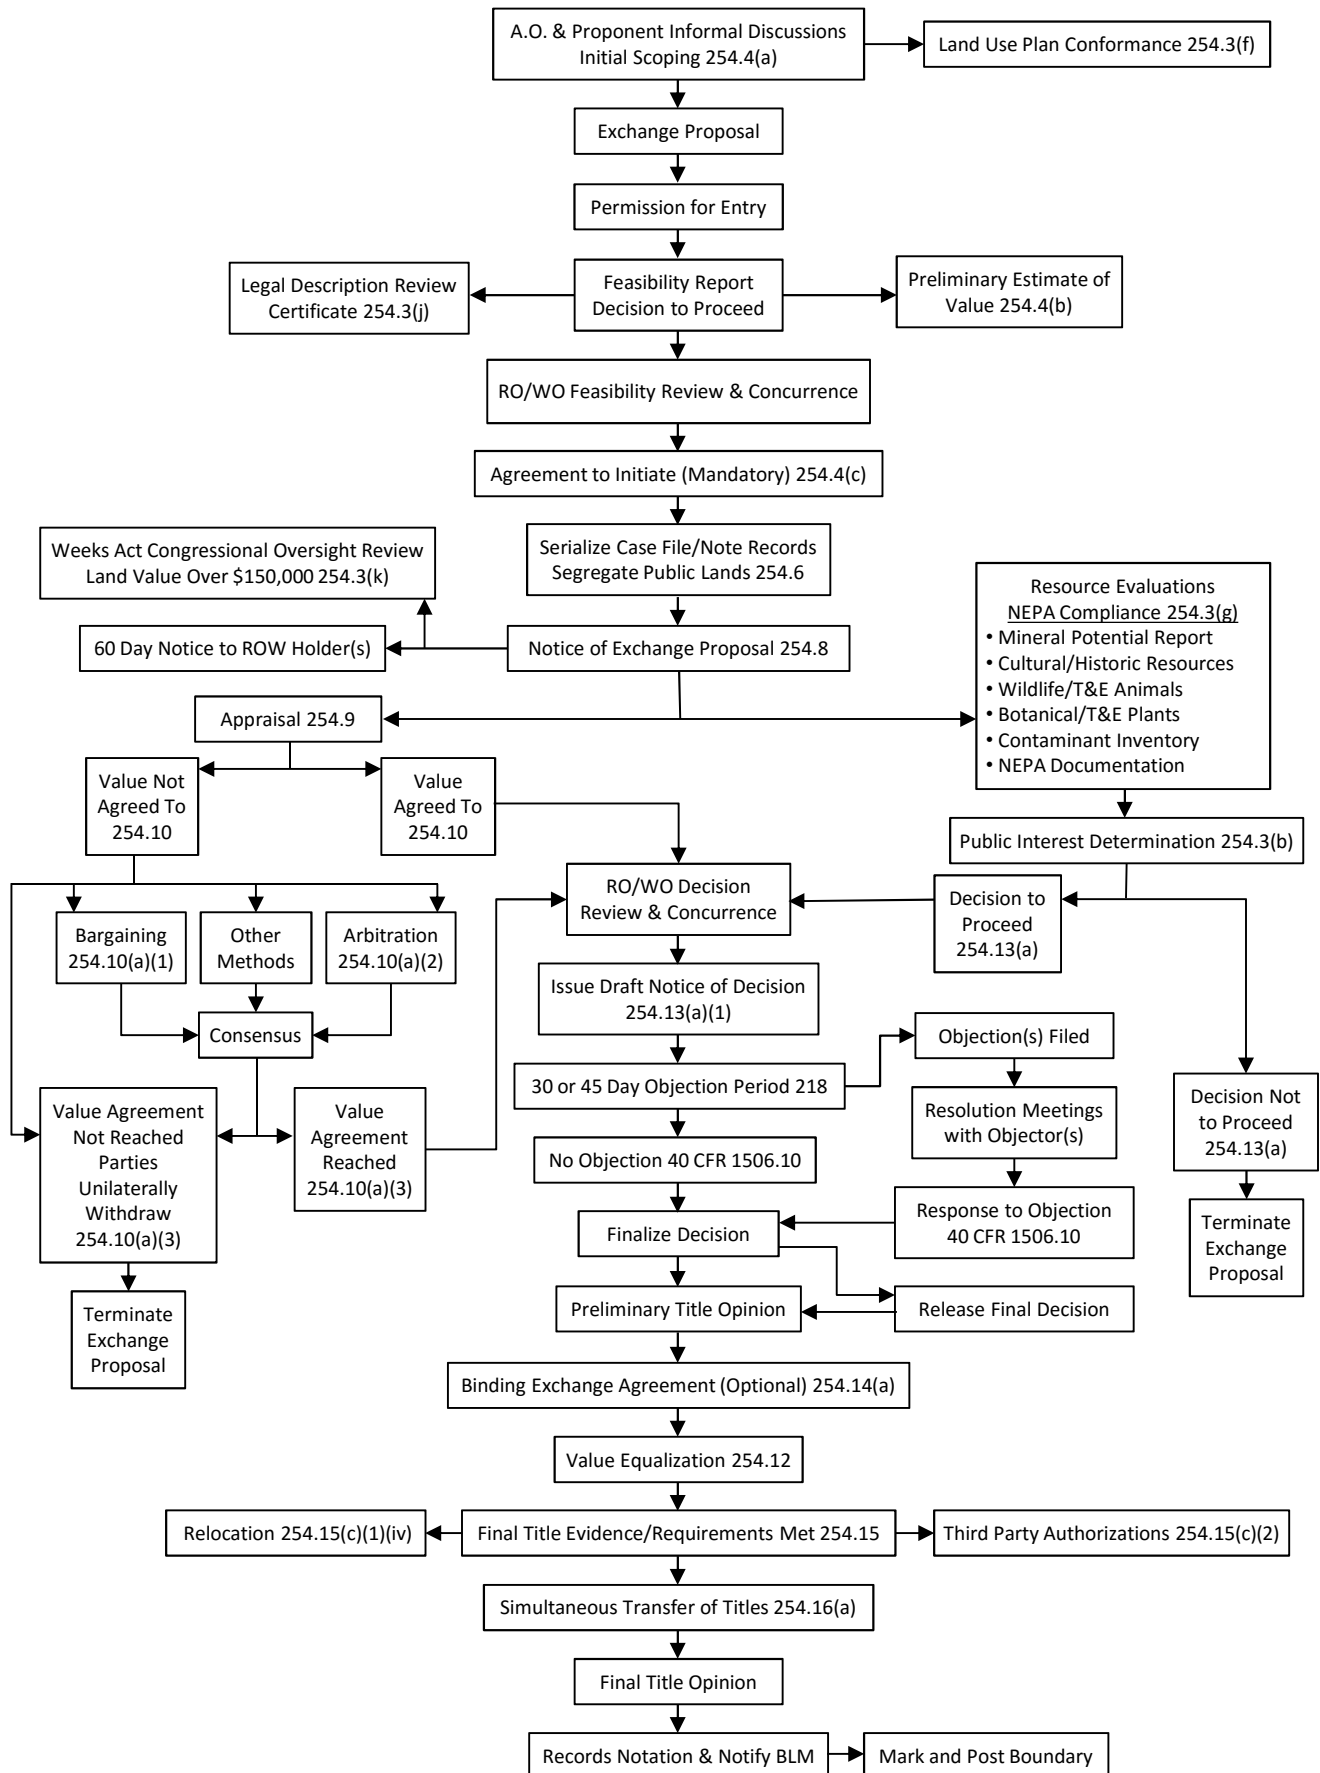 A.O. & Proponent Informal Discussions
Initial Scoping 254.4(a)
Land Use Plan Conformance 254.3(f)
Exchange Proposal
Permission for Entry
Legal Description Review
Certificate 254.3(j)
Feasibility Report
Decision to Proceed
Preliminary Estimate of
Value 254.4(b)
RO/WO Feasibility Review & Concurrence
Agreement to Initiate (Mandatory) 254.4(c)
Weeks Act Congressional Oversight Review
Land Value Over $150,000 254.3(k)
Serialize Case File/Note Records
Segregate Public Lands 254.6
60 Day Notice to ROW Holder(s)
Notice of Exchange Proposal 254.8
Resource Evaluations
NEPA Compliance 254.3(g)
• Mineral Potential Report
• Cultural/Historic Resources
• Wildlife/T&E Animals
• Botanical/T&E Plants
• Contaminant Inventory
• NEPA Documentation
Appraisal 254.9
Value Not
Agreed To
254.10
Value
Agreed To
254.10
Public Interest Determination 254.3(b)
RO/WO Decision
Review & Concurrence
Decision to
Proceed
254.13(a)
Bargaining
254.10(a)(1)
Other
Methods
Arbitration
254.10(a)(2)
Consensus
Issue Draft Notice of Decision
254.13(a)(1)
Objection(s) Filed
30 or 45 Day Objection Period 218
Value Agreement
Not Reached
Parties
Unilaterally
Withdraw
254.10(a)(3)
Value
Agreement
Reached
254.10(a)(3)
Resolution Meetings
with Objector(s)
Decision Not
to Proceed
254.13(a)
No Objection 40 CFR 1506.10
Response to Objection
40 CFR 1506.10
Terminate
Exchange
Proposal
Finalize Decision
Terminate
Exchange
Proposal
Preliminary Title Opinion
Release Final Decision
Binding Exchange Agreement (Optional) 254.14(a)
Value Equalization 254.12
Relocation 254.15(c)(1)(iv)
Final Title Evidence/Requirements Met 254.15
Third Party Authorizations 254.15(c)(2)
Simultaneous Transfer of Titles 254.16(a)
Final Title Opinion
Records Notation & Notify BLM
Mark and Post Boundary